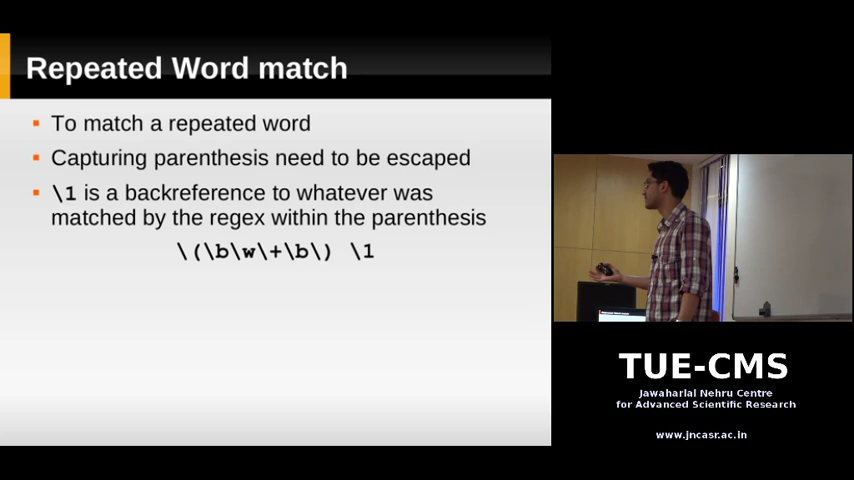 Repeated Word match
To match a repeated word
Capturing parenthesis need to be escaped
\1 is a backreference to whatever was
matched by the regex within the parenthesis
\(\b\w\+\b\) \1
TUE-CMS
Jawaharlal Nehru Centre
for Advanced Scientific Research
www.jncasr.ac.in